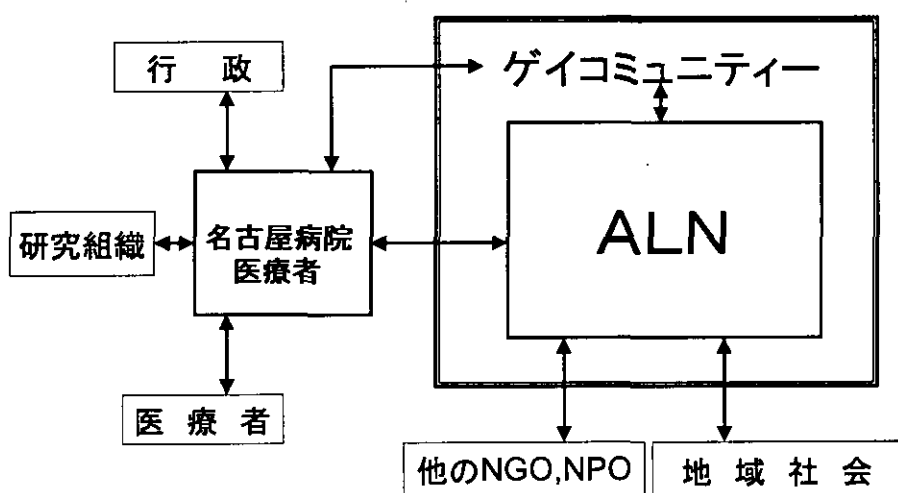 行　政
ゲイコミュニティー
研究組織
名古屋病院
医療者
ALN
医 療 者
他のNGO,NPO
地 域 社 会